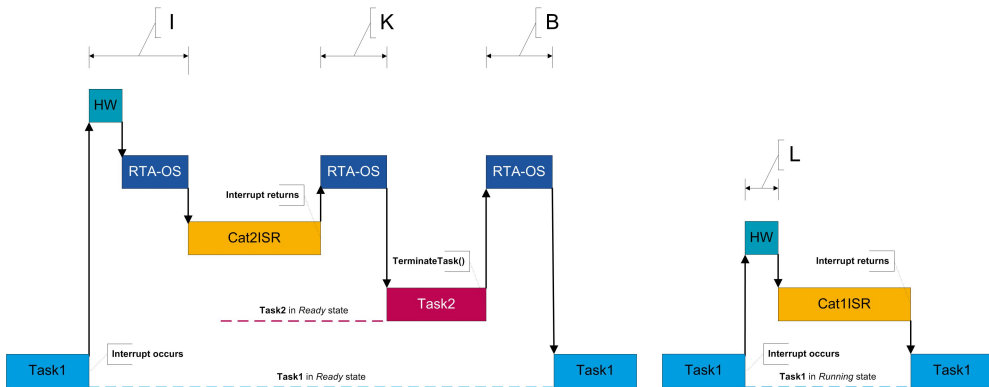 I
K
B
HW
RTA-OS
RTA-OS
RTA-OS
Interrupt returns
Cat2ISR
TerminateTask()
Task2
Task2 in Ready state
Task1
Interrupt occurs
Task1 in Ready state
Task1
L
HW
Interrupt returns
Cat1ISR
Task1
Interrupt occurs
Task1 in Running state
Task1